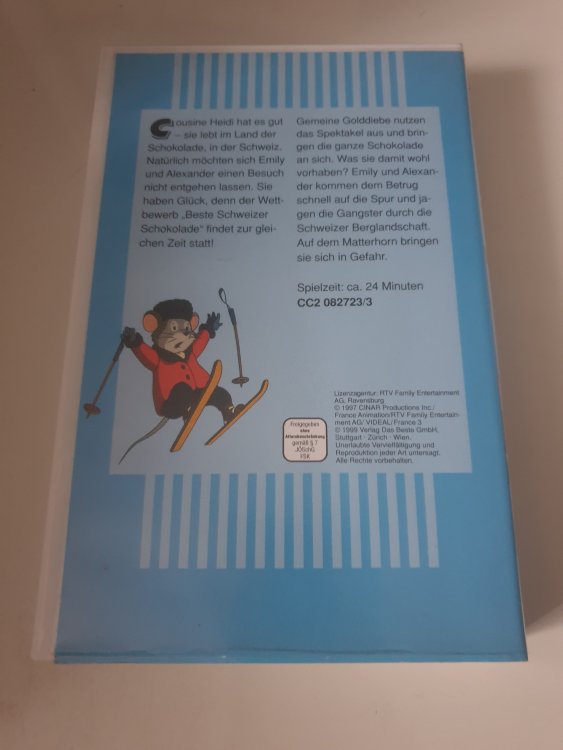 Cousine Heidi hat es gut
– sie lebt im Land der
Schokolade, in der Schweiz.
Natürlich möchten sich Emily
und Alexander einen Besuch
nicht entgehen lassen. Sie
haben Glück, denn der Wett-
bewerb „Beste Schweizer
Schokolade“ findet zur glei-
chen Zeit statt!
Gemeine Golddiebe nutzen
das Spektakel aus und brin-
gen die ganze Schokolade
an sich. Was sie damit wohl
vorhaben? Emily und Alexan-
der kommen dem Betrug
schnell auf die Spur und ja-
gen die Gangster durch die
Schweizer Berglandschaft.
Auf dem Matterhorn bringen
sie sich in Gefahr.
Spielzeit: ca. 24 Minuten
CC2 082723/3
Freigegeben
ohne
Altersbeschränkung
gemäß § 7
JÖSchG
FSK
Lizenzagentur: RTV Family Entertainment
AG, Ravensburg
© 1997 CINAR Productions Inc./
France Animation/RTV Family Entertain-
ment AG/ VIDEAL/ France 3
© 1999 Verlag Das Beste GmbH,
Stuttgart · Zürich · Wien.
Unerlaubte Vervielfältigung und
Reproduktion jeder Art untersagt.
Alle Rechte vorbehalten.